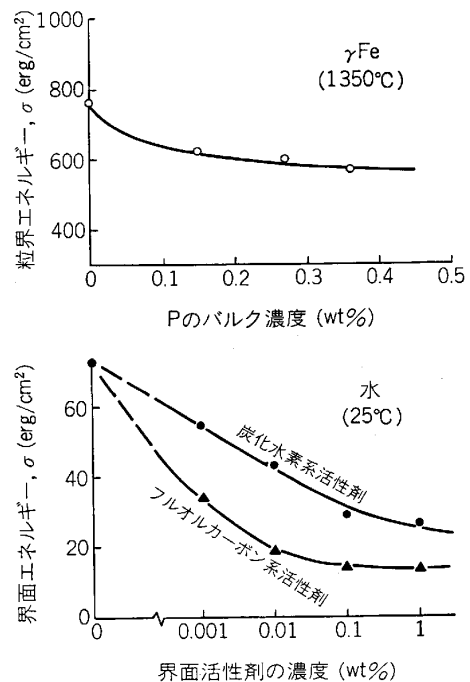 1000
800
600
400
粒界エネルギー, σ (erg/cm²)
γFe
(1350℃)
0 0.1 0.2 0.3 0.4 0.5
Pのバルク濃度 (wt%)
60
40
20
0
界面エネルギー, σ (erg/cm²)
水
(25℃)
炭化水素系活性剤
フルオルカーボン系活性剤
0 0.001 0.01 0.1 1
界面活性剤の濃度 (wt%)